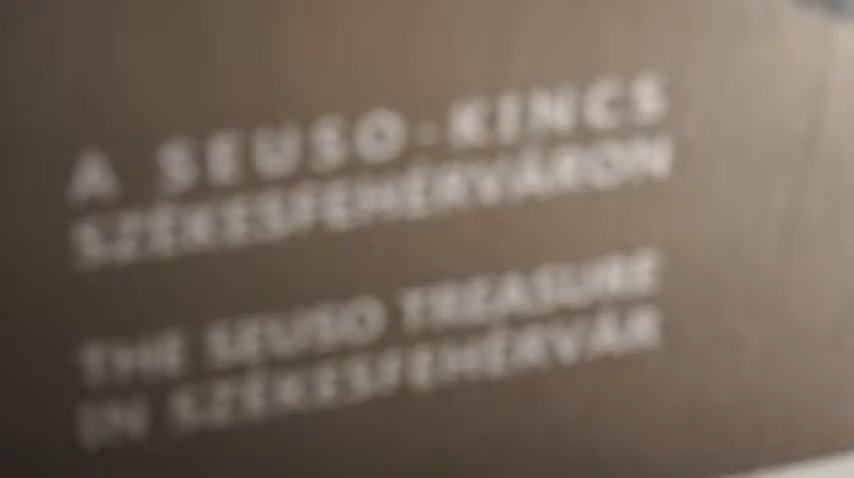 A SEUSO-KINCS
SZÉKESFEHÉRVÁRON
THE SEUSO TREASURE
IN SZÉKESFEHÉRVÁR